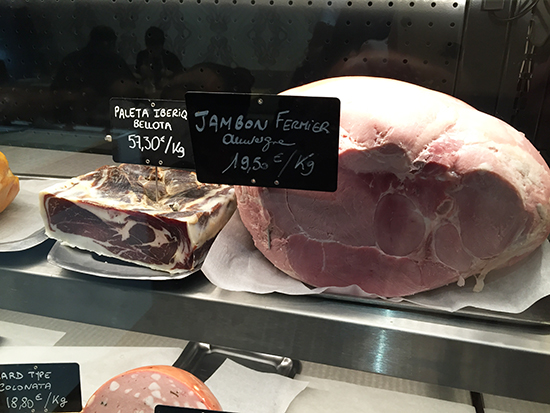 PALETA IBERIQ
BELLOTA
57,30€/Kg
JAMBON FERMIER
Auvergne
19,50€/Kg
ARD TYPE
COLONATA
18,80€/Kg